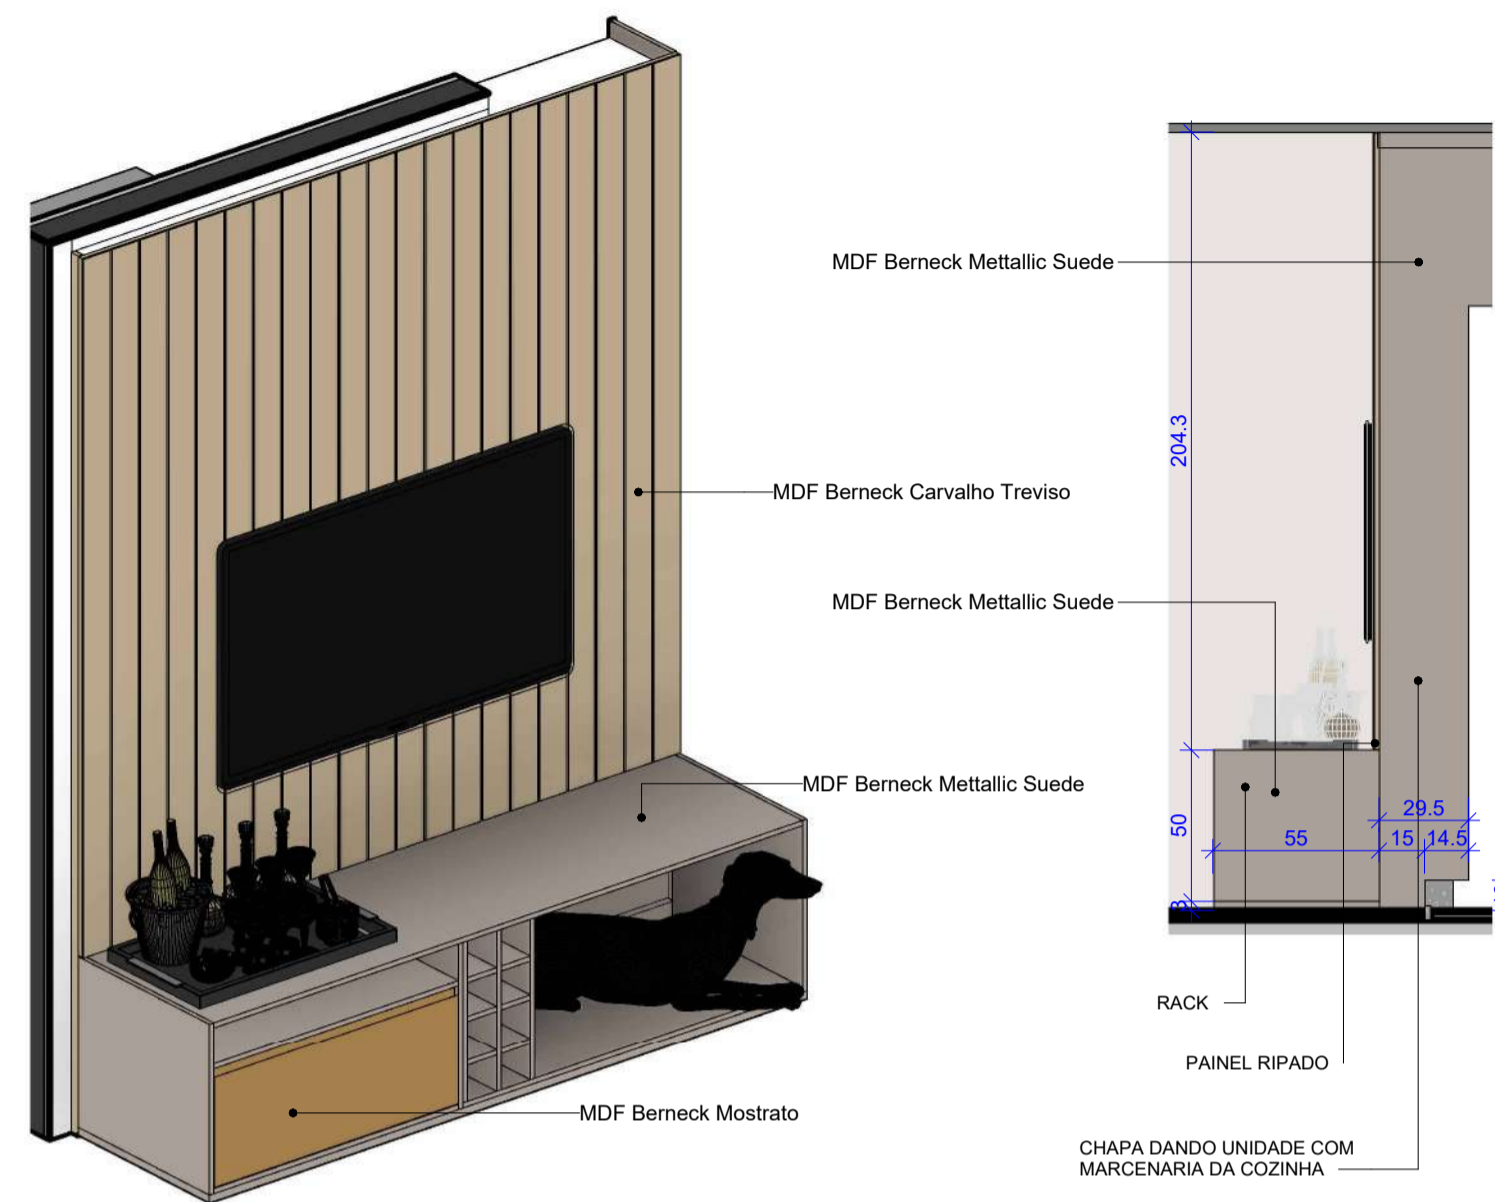 MDF Berneck Mettallic Suede
MDF Berneck Carvalho Treviso
MDF Berneck Mettallic Suede
MDF Berneck Mettallic Suede
MDF Berneck Mostrato
204.3
50
3
55
29.5
15
14.5
RACK
PAINEL RIPADO
CHAPA DANDO UNIDADE COM
MARCENARIA DA COZINHA